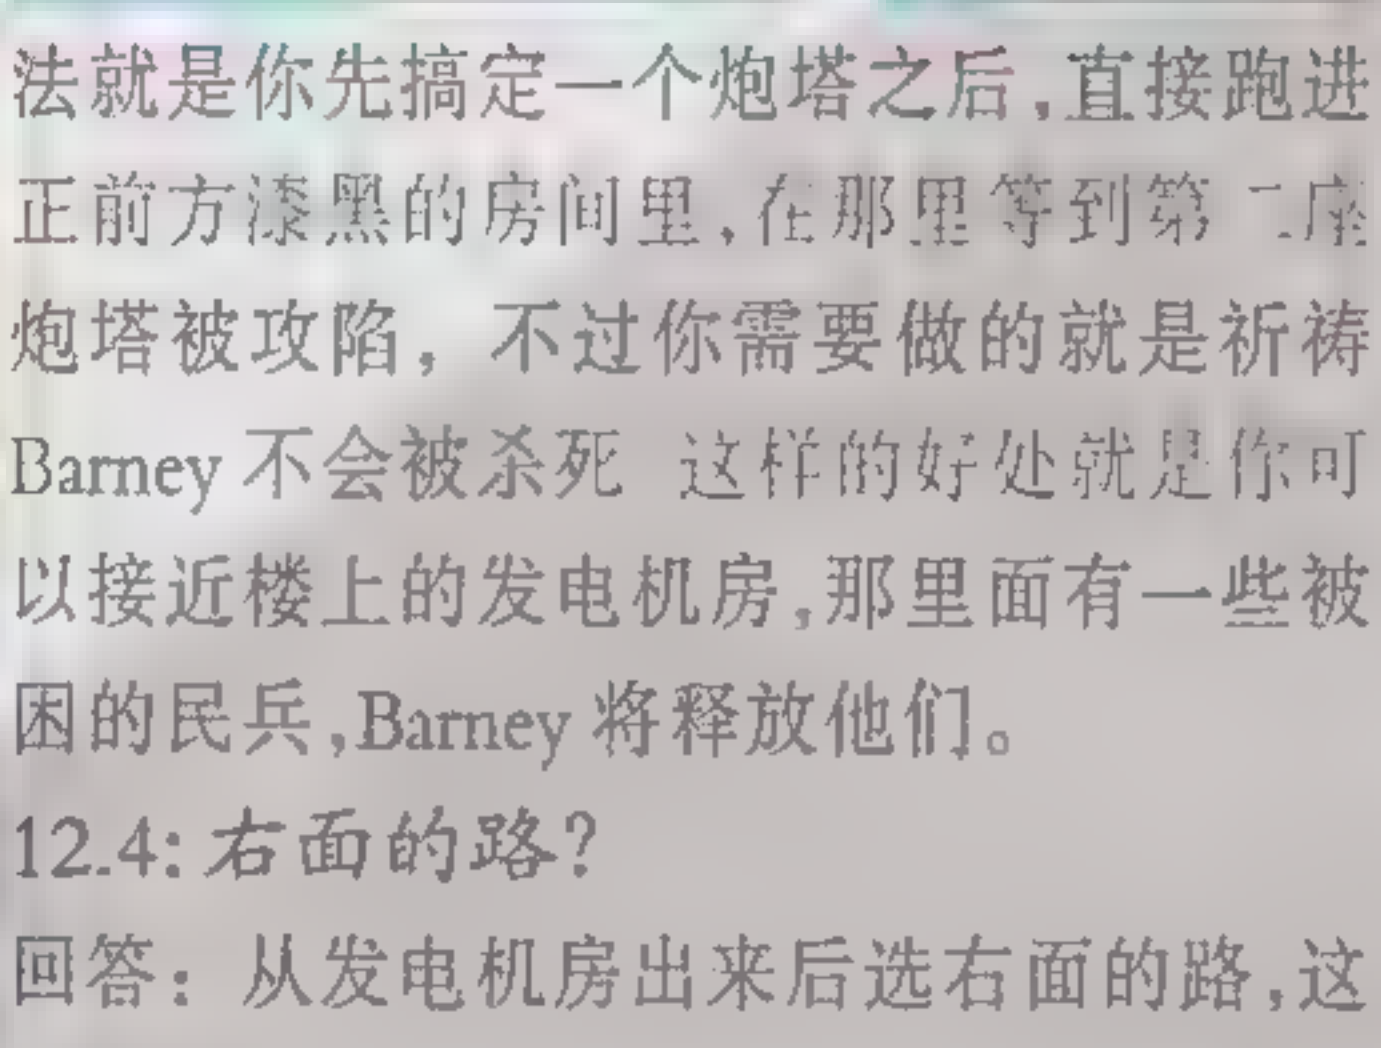 法就是你先搞定一个炮塔之后,直接跑进
正前方漆黑的房间里,在那里等到第二座
炮塔被攻陷，不过你需要做的就是祈祷
Barney 不会被杀死 这样的好处就是你可
以接近楼上的发电机房,那里面有一些被
困的民兵,Barney 将释放他们。
12.4: 右面的路?
回答：从发电机房出来后选右面的路,这